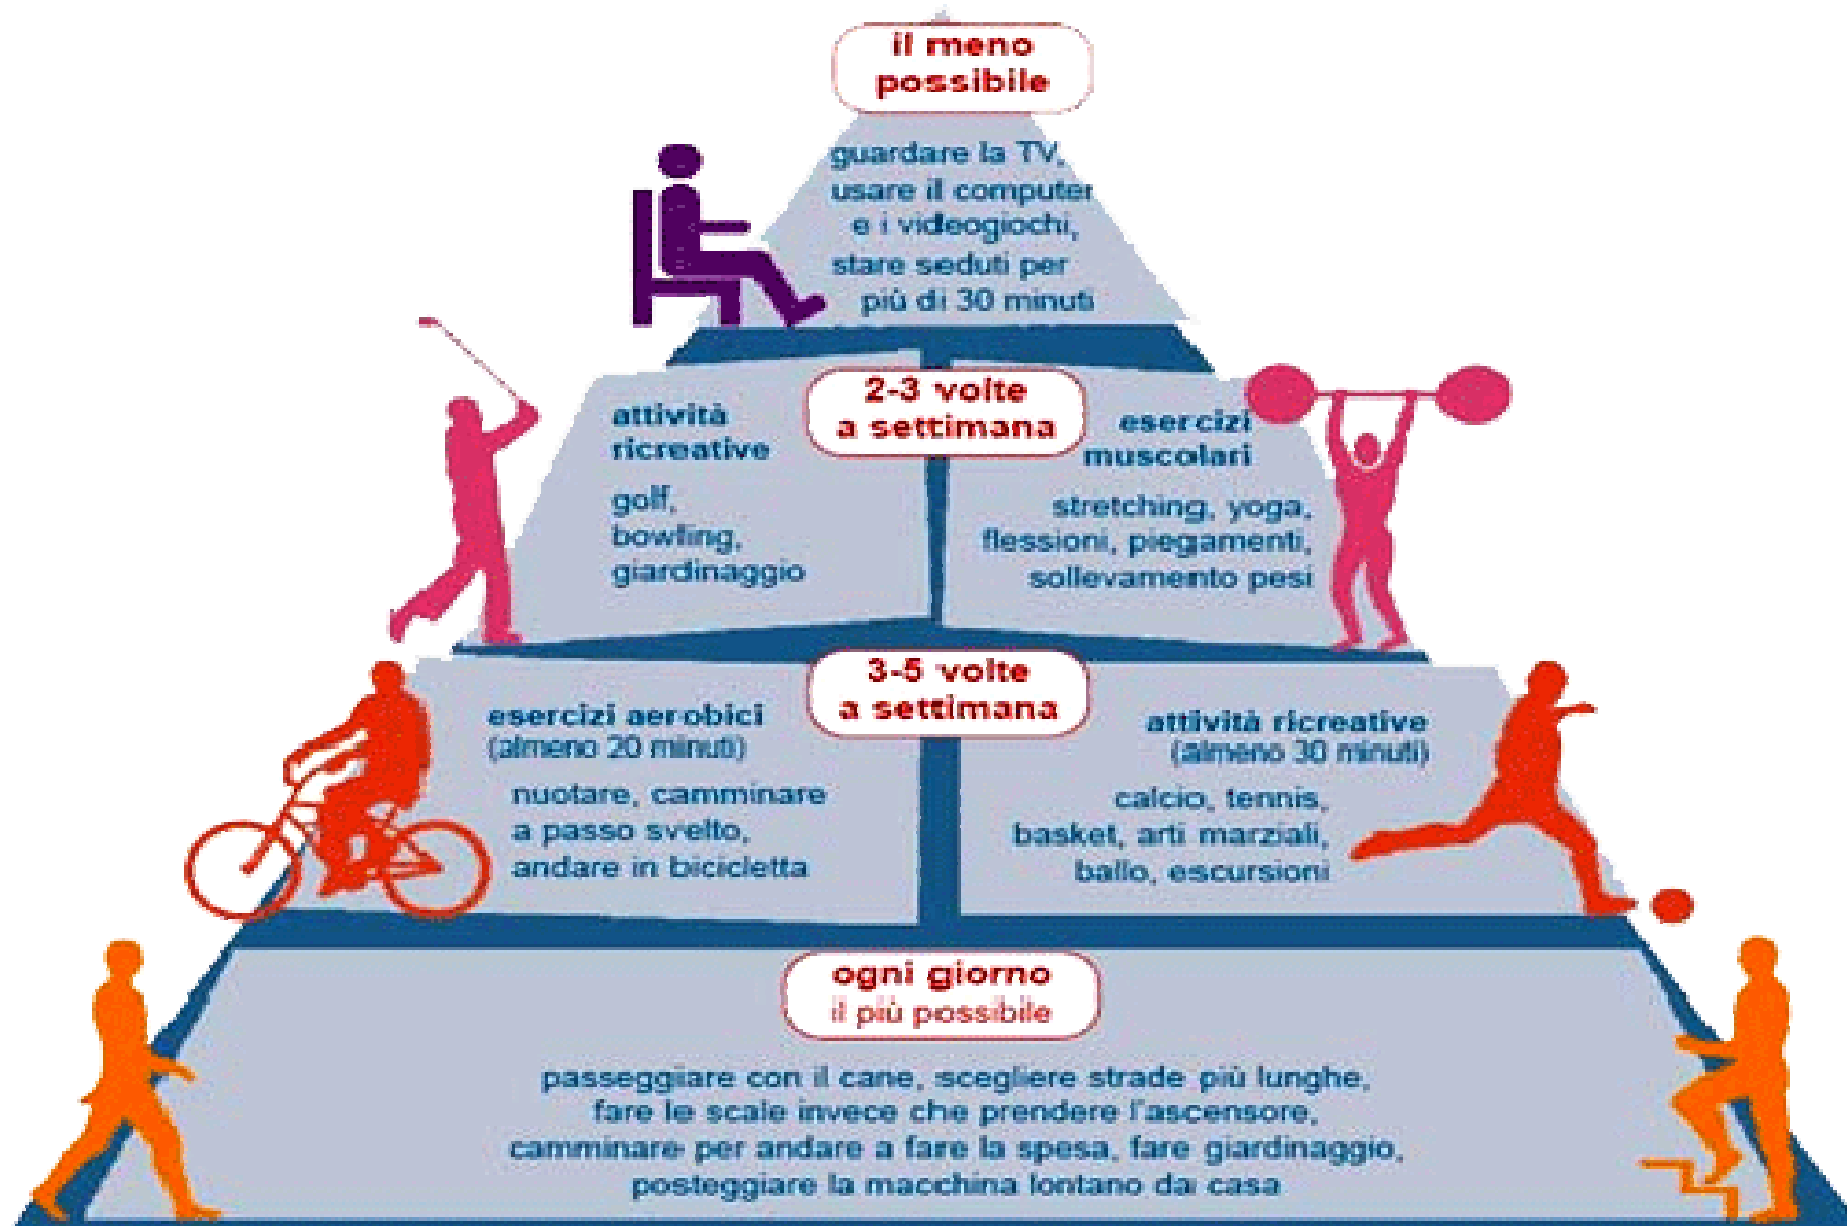 il meno
possibile
guardare la TV,
usare il computer
e i videogiochi,
stare seduti per
più di 30 minuti
2-3 volte
a settimana
attività
ricreative
golf,
bowling,
giardinaggio
esercizi
muscolari
stretching, yoga,
flessioni, piegamenti,
sollevamento pesi
3-5 volte
a settimana
esercizi aerobici
(almeno 20 minuti)
nuotare, camminare
a passo svelto,
andare in bicicletta
attività ricreative
(almeno 30 minuti)
calcio, tennis,
basket, arti marziali,
ballo, escursioni
ogni giorno
il più possibile
passeggiare con il cane, scegliere strade più lunghe,
fare le scale invece che prendere l'ascensore,
camminare per andare a fare la spesa, fare giardinaggio,
posteggiare la macchina lontano da casa